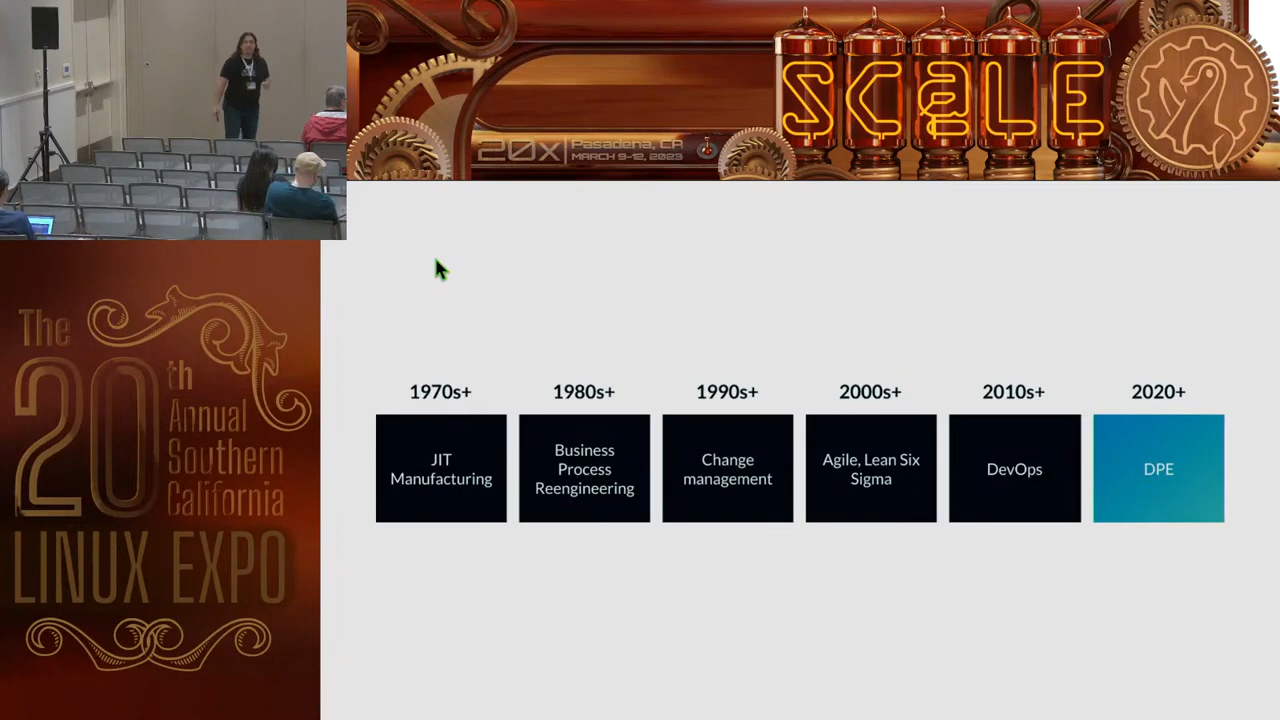 SCaLE
20x
Pasadena, CA
MARCH 9-12, 2023
The
20th
Annual
Southern
California
LINUX EXPO
1970s+
JIT
Manufacturing
1980s+
Business
Process
Reengineering
1990s+
Change
management
2000s+
Agile, Lean Six
Sigma
2010s+
DevOps
2020+
DPE